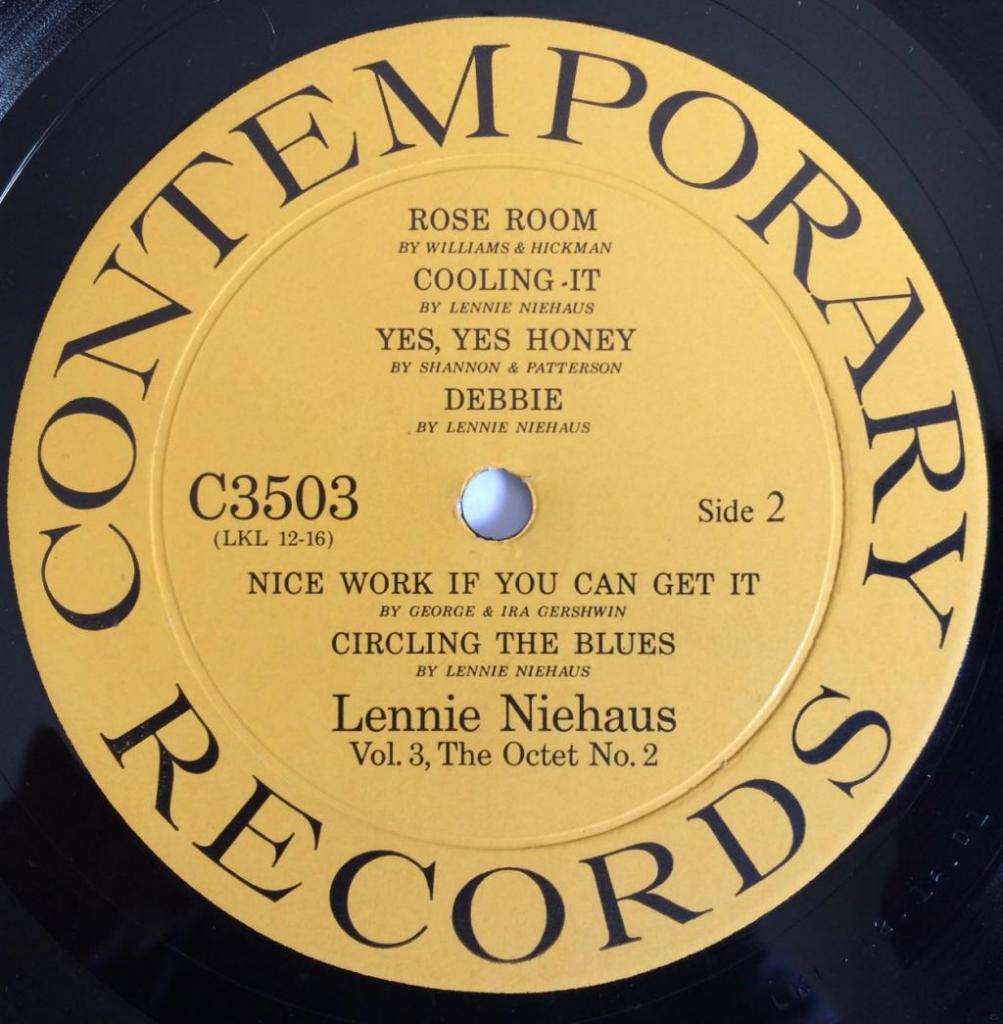 CONTEMPORARY
ROSE ROOM
BY WILLIAMS & HICKMAN
COOLING-IT
BY LENNIE NIEHAUS
YES, YES HONEY
BY SHANNON & PATTERSON
DEBBIE
BY LENNIE NIEHAUS
C3503
Side 2
(LKL 12-16)
NICE WORK IF YOU CAN GET IT
BY GEORGE & IRA GERSHWIN
CIRCLING THE BLUES
BY LENNIE NIEHAUS
Lennie Niehaus
Vol. 3, The Octet No. 2
RECORDS